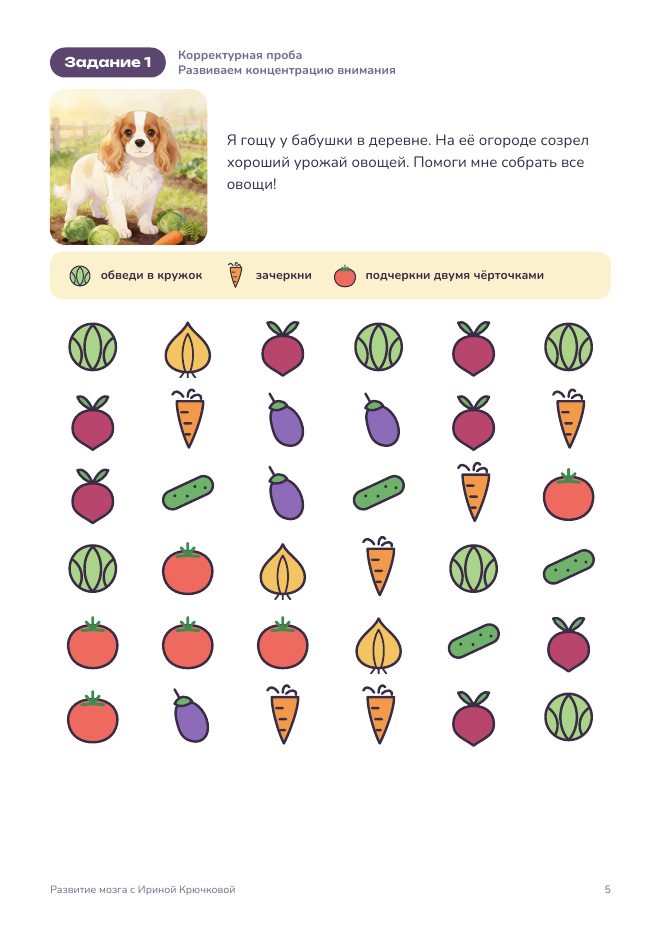 Задание 1
Корректурная проба
Развиваем концентрацию внимания
Я гощу у бабушки в деревне. На её огороде созрел
хороший урожай овощей. Помоги мне собрать все
овощи!
обведи в кружок зачеркни подчеркни двумя чёрточками
Развитие мозга с Ириной Крючковой 5